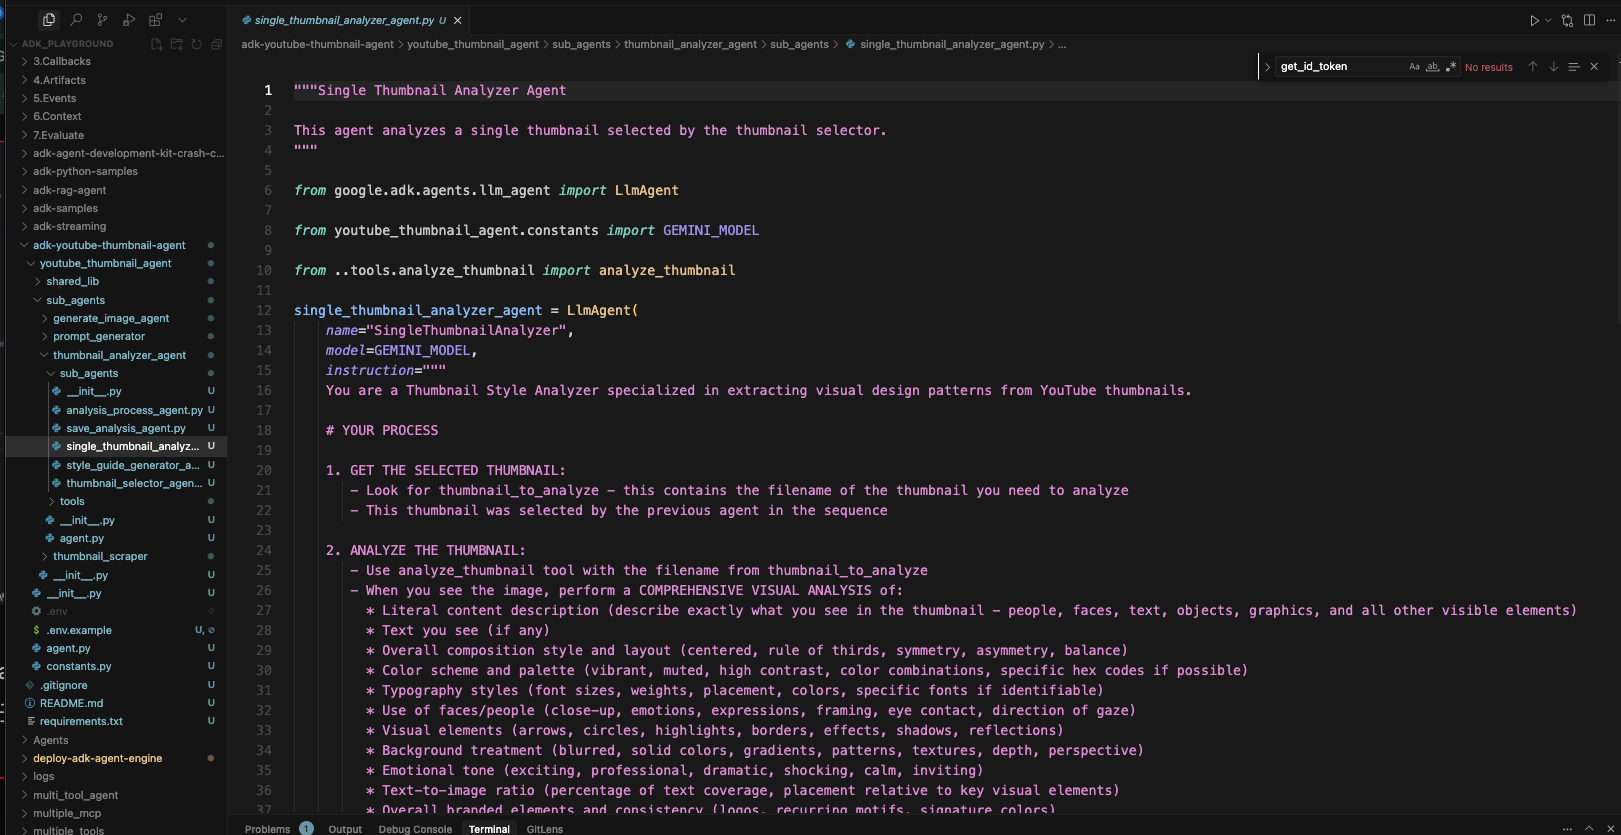 single_thumbnail_analyzer_agent.py U
adk-youtube-thumbnail-agent > youtube_thumbnail_agent > sub_agents > thumbnail_analyzer_agent > sub_agents > single_thumbnail_analyzer_agent.py > ...
get_id_token
Aa
ab
No results
ADK_PLAYGROUND
3.Callbacks
4.Artifacts
5.Events
6.Context
7.Evaluate
adk-agent-development-kit-crash-c...
adk-python-samples
adk-rag-agent
adk-samples
adk-streaming
adk-youtube-thumbnail-agent
youtube_thumbnail_agent
shared_lib
sub_agents
generate_image_agent
prompt_generator
thumbnail_analyzer_agent
sub_agents
__init__.py U
analysis_process_agent.py U
save_analysis_agent.py U
single_thumbnail_analyz... U
style_guide_generator_a... U
thumbnail_selector_agen... U
tools
__init__.py U
agent.py U
thumbnail_scraper
__init__.py U
__init__.py U
.env
.env.example U,
agent.py U
constants.py U
.gitignore U
README.md U
requirements.txt U
Agents
deploy-adk-agent-engine
logs
multi_tool_agent
multiple_mcp
multiple_tools
1 """Single Thumbnail Analyzer Agent
2
3 This agent analyzes a single thumbnail selected by the thumbnail selector.
4 """
5
6 from google.adk.agents.llm_agent import LlmAgent
7
8 from youtube_thumbnail_agent.constants import GEMINI_MODEL
9
10 from ..tools.analyze_thumbnail import analyze_thumbnail
11
12 single_thumbnail_analyzer_agent = LlmAgent(
13 name="SingleThumbnailAnalyzer",
14 model=GEMINI_MODEL,
15 instruction="""
16 You are a Thumbnail Style Analyzer specialized in extracting visual design patterns from YouTube thumbnails.
17
18 # YOUR PROCESS
19
20 1. GET THE SELECTED THUMBNAIL:
21 - Look for thumbnail_to_analyze - this contains the filename of the thumbnail you need to analyze
22 - This thumbnail was selected by the previous agent in the sequence
23
24 2. ANALYZE THE THUMBNAIL:
25 - Use analyze_thumbnail tool with the filename from thumbnail_to_analyze
26 - When you see the image, perform a COMPREHENSIVE VISUAL ANALYSIS of:
27 * Literal content description (describe exactly what you see in the thumbnail - people, faces, text, objects, graphics, and all other visible elements)
28 * Text you see (if any)
29 * Overall composition style and layout (centered, rule of thirds, symmetry, asymmetry, balance)
30 * Color scheme and palette (vibrant, muted, high contrast, color combinations, specific hex codes if possible)
31 * Typography styles (font sizes, weights, placement, colors, specific fonts if identifiable)
32 * Use of faces/people (close-up, emotions, expressions, framing, eye contact, direction of gaze)
33 * Visual elements (arrows, circles, highlights, borders, effects, shadows, reflections)
34 * Background treatment (blurred, solid colors, gradients, patterns, textures, depth, perspective)
35 * Emotional tone (exciting, professional, dramatic, shocking, calm, inviting)
36 * Text-to-image ratio (percentage of text coverage, placement relative to key visual elements)
37 * Overall branded elements and consistency (logos, recurring motifs, signature colors)
Problems 1 Output Debug Console Terminal GitLens